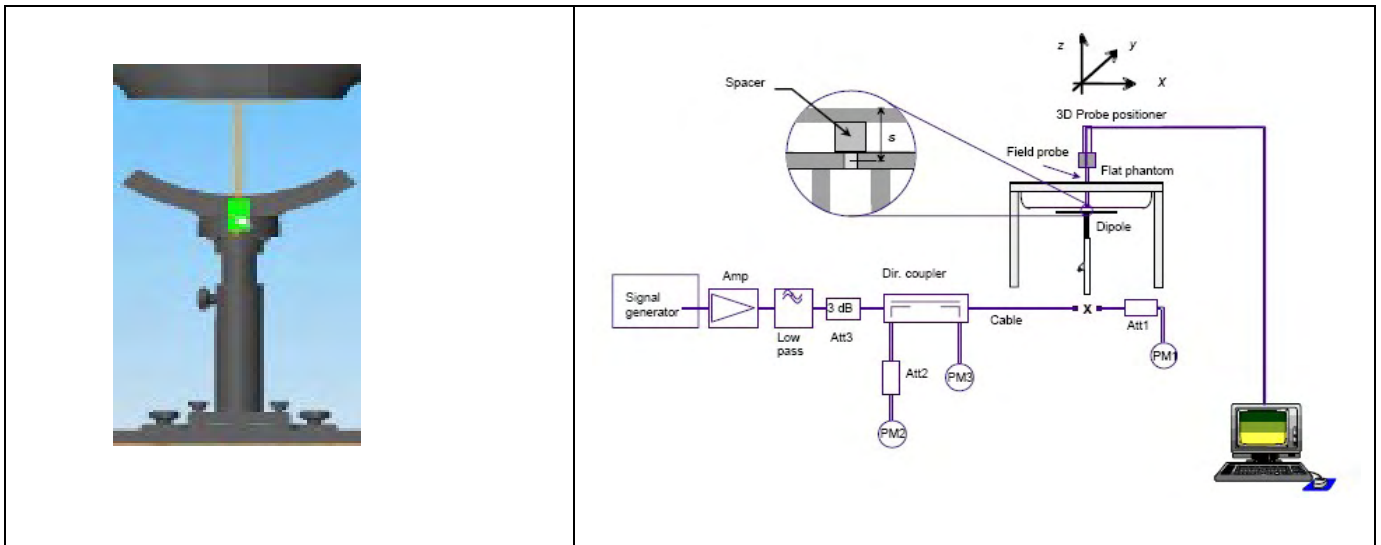 z
y
X
Spacer
s
3D Probe positioner
Field probe
Flat phantom
Dipole
Signal
generator
Amp
Low
pass
3 dB
Att3
Dir. coupler
Cable
X
Att1
PM1
Att2
PM3
PM2